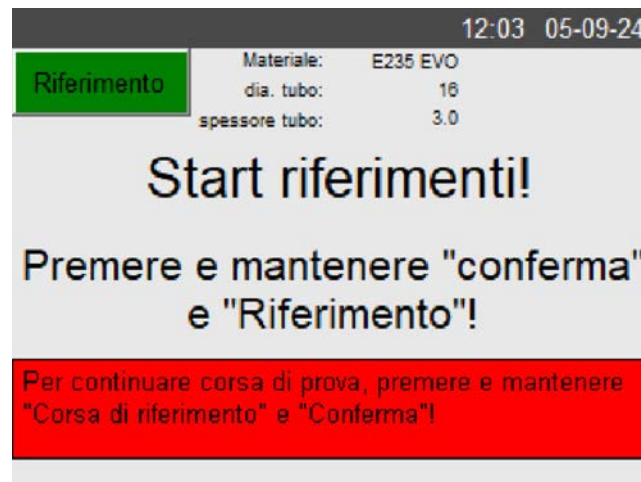 12:03 05-09-24
Riferimento
Materiale: E235 EVO
dia. tubo: 16
spessore tubo: 3.0
Start riferimenti!
Premere e mantenere "conferma"
e "Riferimento"!
Per continuare corsa di prova, premere e mantenere
"Corsa di riferimento" e "Conferma"!